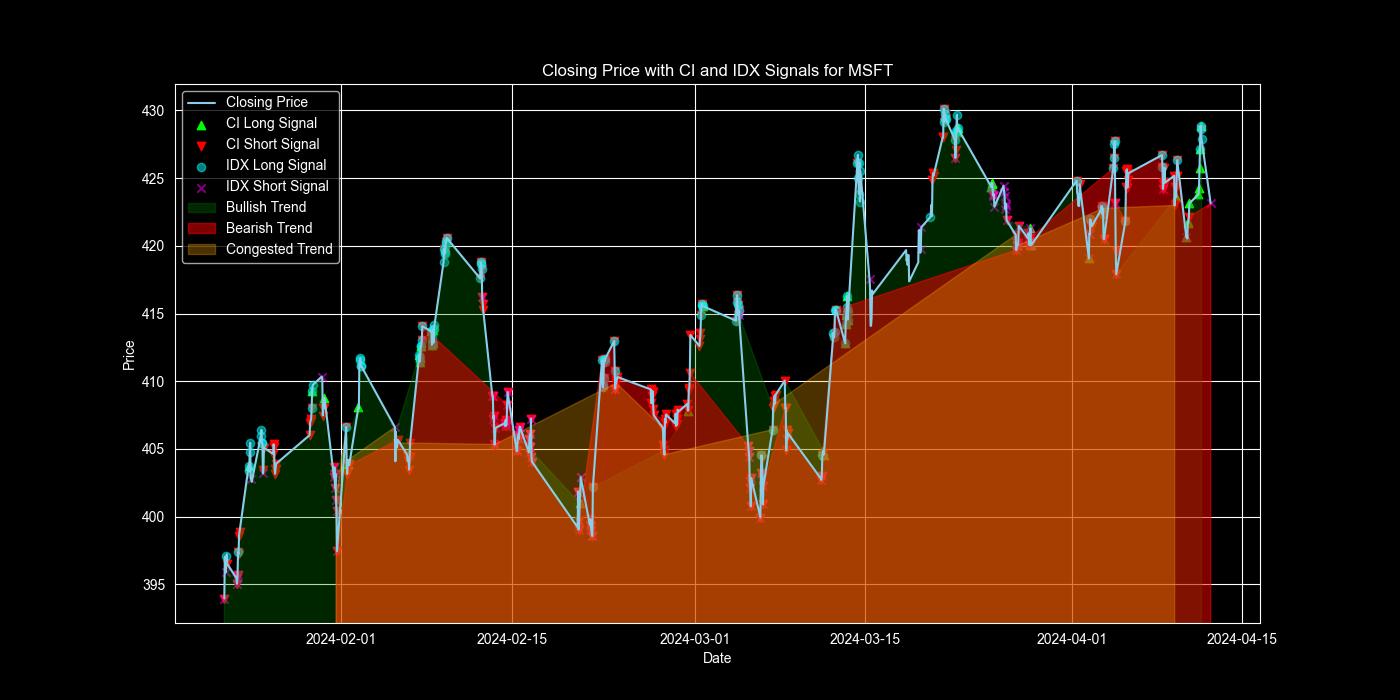 Closing Price with CI and IDX Signals for MSFT
Closing Price
CI Long Signal
CI Short Signal
IDX Long Signal
IDX Short Signal
Bullish Trend
Bearish Trend
Congested Trend
Price
430
425
420
415
410
405
400
395
2024-02-01 2024-02-15 2024-03-01 2024-03-15 2024-04-01 2024-04-15
Date